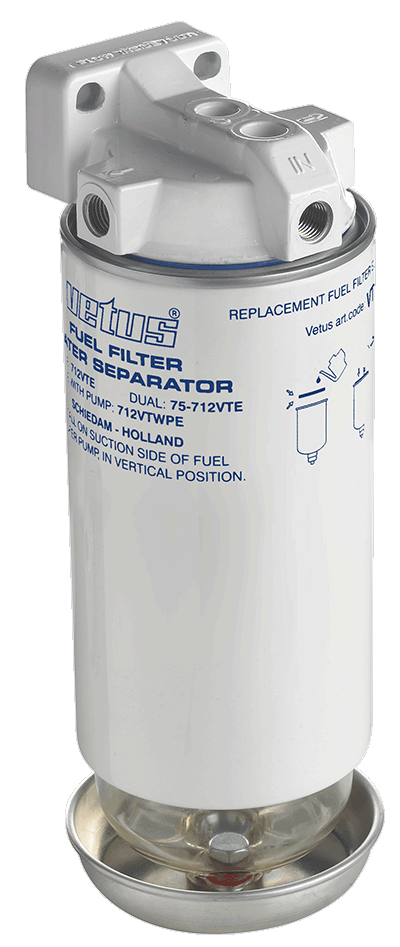 IN
vetus®
FUEL FILTER
ATER SEPARATOR
712VTE
DUAL: 75-712VTE
WITH PUMP: 712VTWPE
SCHIEDAM - HOLLAND
ON SUCTION SIDE OF FUEL
PUMP, IN VERTICAL POSITION.
REPLACEMENT FUEL FILTER
Vetus art.code VT